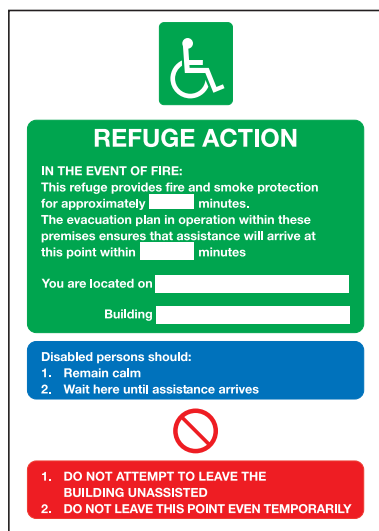 REFUGE ACTION
IN THE EVENT OF FIRE:
This refuge provides fire and smoke protection
for approximately minutes.
The evacuation plan in operation within these
premises ensures that assistance will arrive at
this point within minutes
You are located on
Building
Disabled persons should:
1. Remain calm
2. Wait here until assistance arrives
1. DO NOT ATTEMPT TO LEAVE THE
BUILDING UNASSISTED
2. DO NOT LEAVE THIS POINT EVEN TEMPORARILY